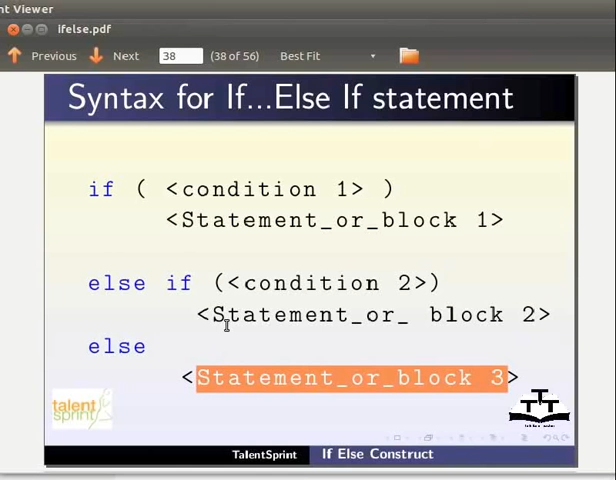 nt Viewer
ifelse.pdf
Previous Next 38 (38 of 56) Best Fit
Syntax for If...Else If statement
if ( <condition 1> )
<Statement_or_block 1>
else if (<condition 2>)
<Statement_or_ block 2>
else
<Statement_or_block 3>
talent
sprint
TTT
TalentSprint If Else Construct